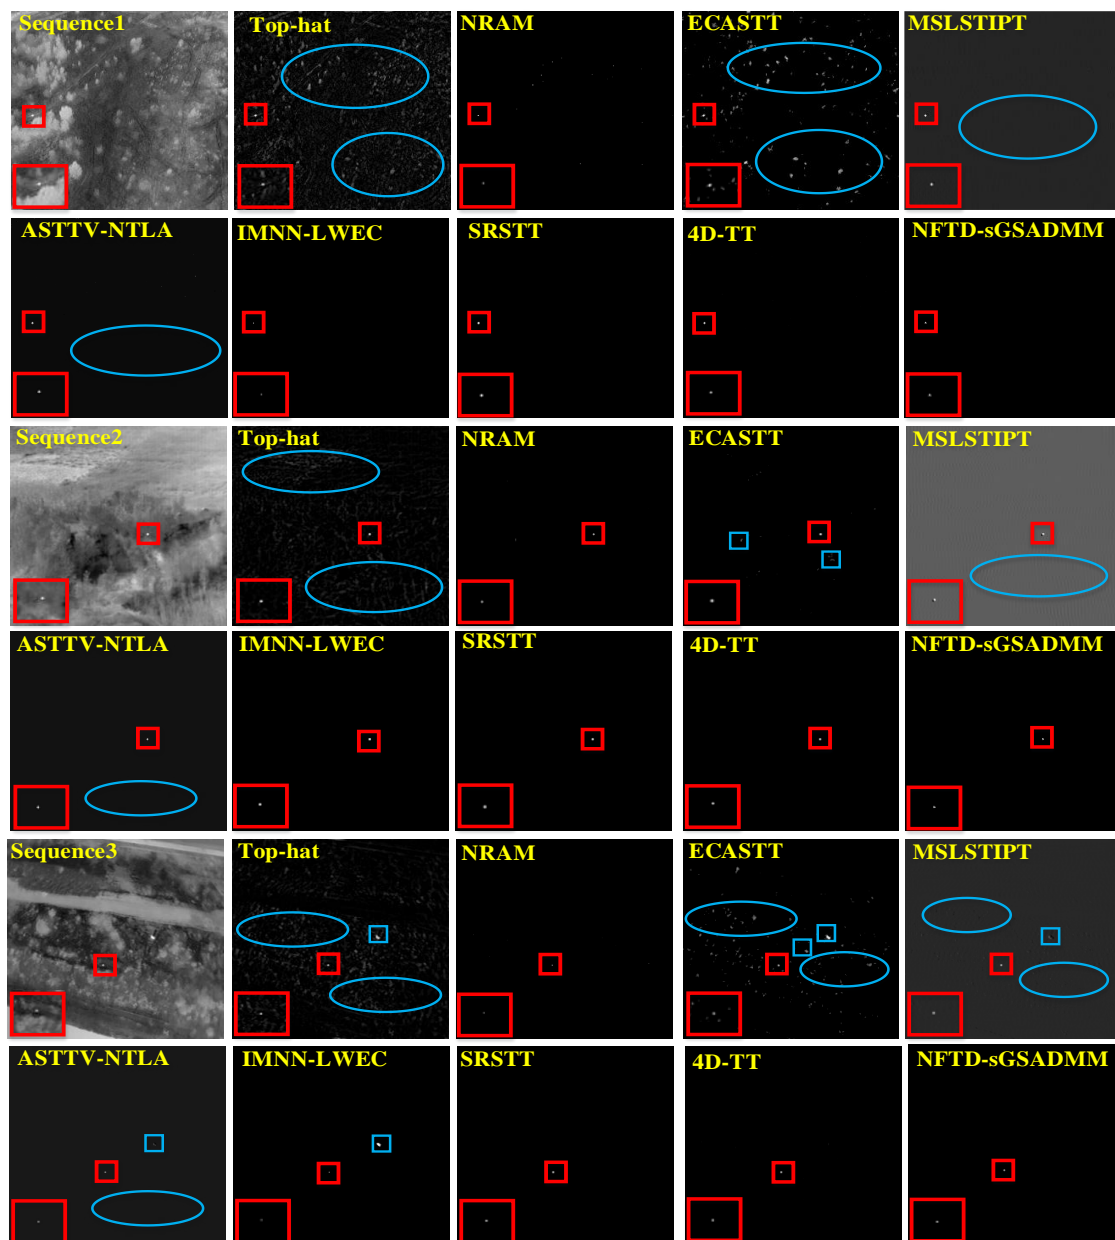 Sequence1
Top-hat
NRAM
ECASTT
MSLSTIPT
ASTTV-NTLA
IMNN-LWEC
SRSTT
4D-TT
NFTD-sGSADMM
Sequence2
Top-hat
NRAM
ECASTT
MSLSTIPT
ASTTV-NTLA
IMNN-LWEC
SRSTT
4D-TT
NFTD-sGSADMM
Sequence3
Top-hat
NRAM
ECASTT
MSLSTIPT
ASTTV-NTLA
IMNN-LWEC
SRSTT
4D-TT
NFTD-sGSADMM